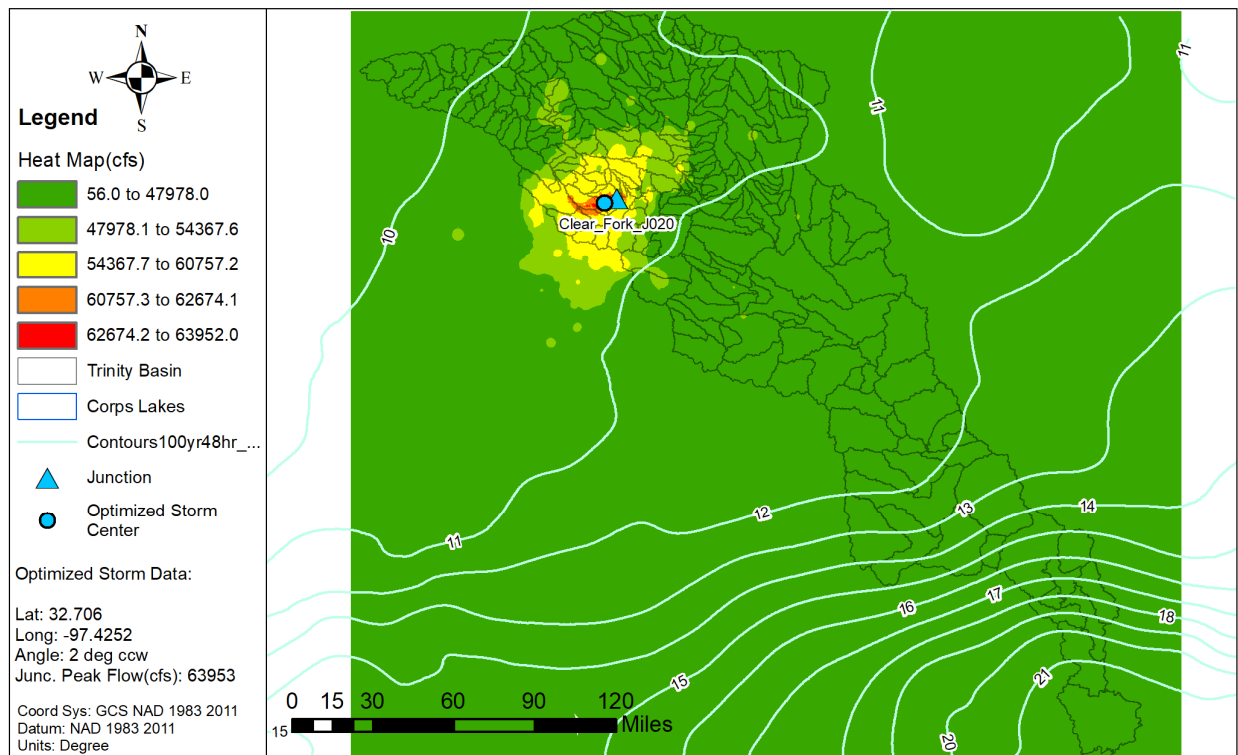 N
W E
S
Legend
Heat Map(cfs)
56.0 to 47978.0
47978.1 to 54367.6
54367.7 to 60757.2
60757.3 to 62674.1
62674.2 to 63952.0
Trinity Basin
Corps Lakes
Contours100yr48hr_...
Junction
Optimized Storm
Center
Optimized Storm Data:
Lat: 32.706
Long: -97.4252
Angle: 2 deg ccw
Junc. Peak Flow(cfs): 63953
Coord Sys: GCS NAD 1983 2011
Datum: NAD 1983 2011
Units: Degree
11
11
10
Clear_Fork_J020
12
13
14
11
16
17
18
15
21
20
0 15 30 60 90 120
Miles
15